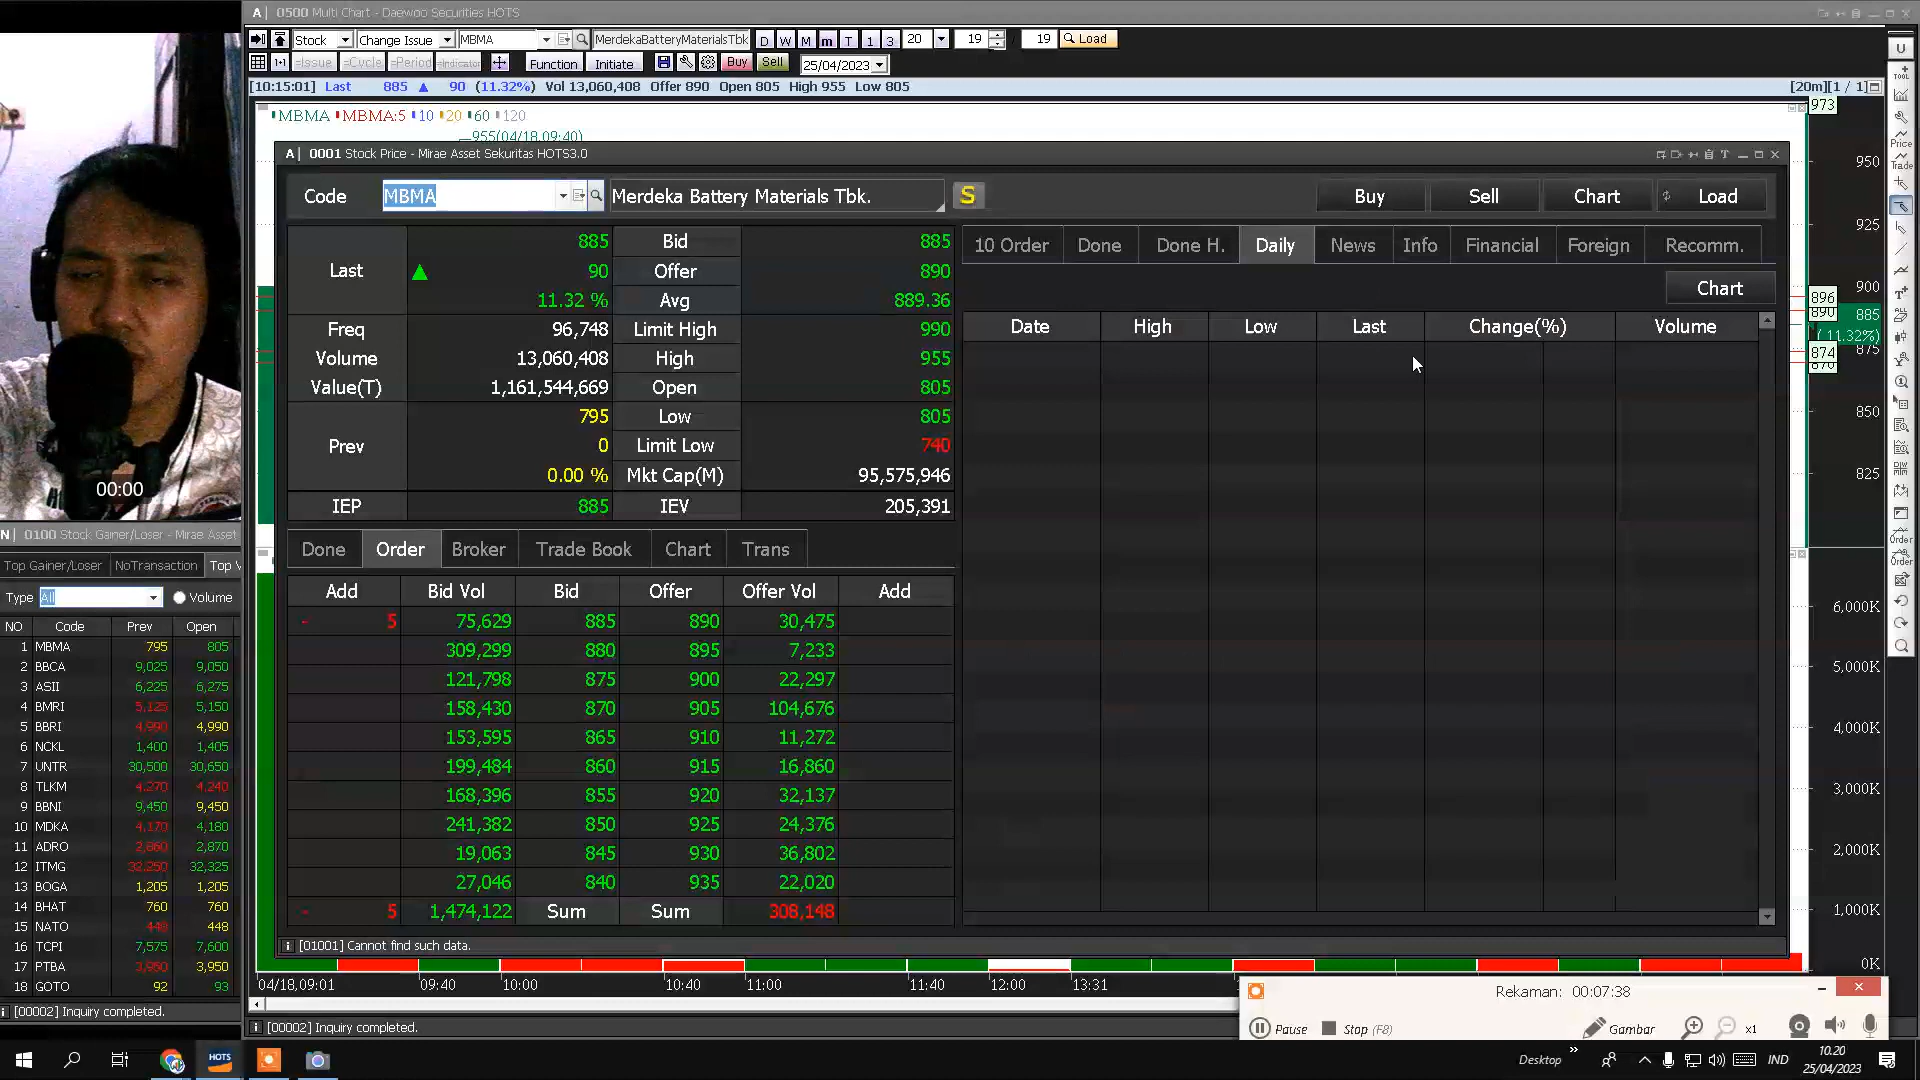 A| 0500 Multi Chart - Daewoo Securities HOTS
Stock Change Issue MBMA MerdekaBatteryMaterialsTbk D W M m T 1 3 20 19 19 Load
=Issue =Cycle =Period =Indicator Function Initiate Buy Sell 25/04/2023
[10:15:01] Last 885 ▲ 90 (11.32%) Vol 13,060,408 Offer 890 Open 805 High 955 Low 805 [20m][1 / 1]
MBMA MBMA:5 10 20 60 120
955(04/18,09:40)
A| 0001 Stock Price - Mirae Asset Sekuritas HOTS3.0
Code MBMA Merdeka Battery Materials Tbk. S Buy Sell Chart Load
Last 885 Bid 885
▲ 90 Offer 890
11.32 % Avg 889.36
Freq 96,748 Limit High 990
Volume 13,060,408 High 955
Value(T) 1,161,544,669 Open 805
Prev 795 Low 805
0 Limit Low 740
0.00 % Mkt Cap(M) 95,575,946
IEP 885 IEV 205,391
10 Order Done Done H. Daily News Info Financial Foreign Recomm.
Chart
Date High Low Last Change(%) Volume
Done Order Broker Trade Book Chart Trans
Add Bid Vol Bid Offer Offer Vol Add
- 5 75,629 885 890 30,475
309,299 880 895 7,233
121,798 875 900 22,297
158,430 870 905 104,676
153,595 865 910 11,272
199,484 860 915 16,860
168,396 855 920 32,137
241,382 850 925 24,376
19,063 845 930 36,802
27,046 840 935 22,020
- 5 1,474,122 Sum Sum 308,148
[01001] Cannot find such data.
973
950
925
900
896
890
885
(11.32%)
875
874
870
850
825
6,000K
5,000K
4,000K
3,000K
2,000K
1,000K
0K
U
TOOL
Price
Trade
Order
Order
04/18,09:01 09:40 10:00 10:40 11:00 11:40 12:00 13:31
[00002] Inquiry completed.
00:00
N| 0100 Stock Gainer/Loser - Mirae Asset
Top Gainer/Loser NoTransaction Top V
Type All Volume
NO Code Prev Open
1 MBMA 795 805
2 BBCA 9,025 9,050
3 ASII 6,225 6,275
4 BMRI 5,125 5,150
5 BBRI 4,990 4,990
6 NCKL 1,400 1,405
7 UNTR 30,500 30,650
8 TLKM 4,270 4,240
9 BBNI 9,450 9,450
10 MDKA 4,170 4,180
11 ADRO 2,860 2,870
12 ITMG 32,250 32,325
13 BOGA 1,205 1,205
14 BHAT 760 760
15 NATO 448 448
16 TCPI 7,575 7,600
17 PTBA 3,950 3,950
18 GOTO 92 93
[00002] Inquiry completed.
Rekaman: 00:07:38
Pause Stop (F8) Gambar x1
HOTS Desktop » IND 10.20
25/04/2023